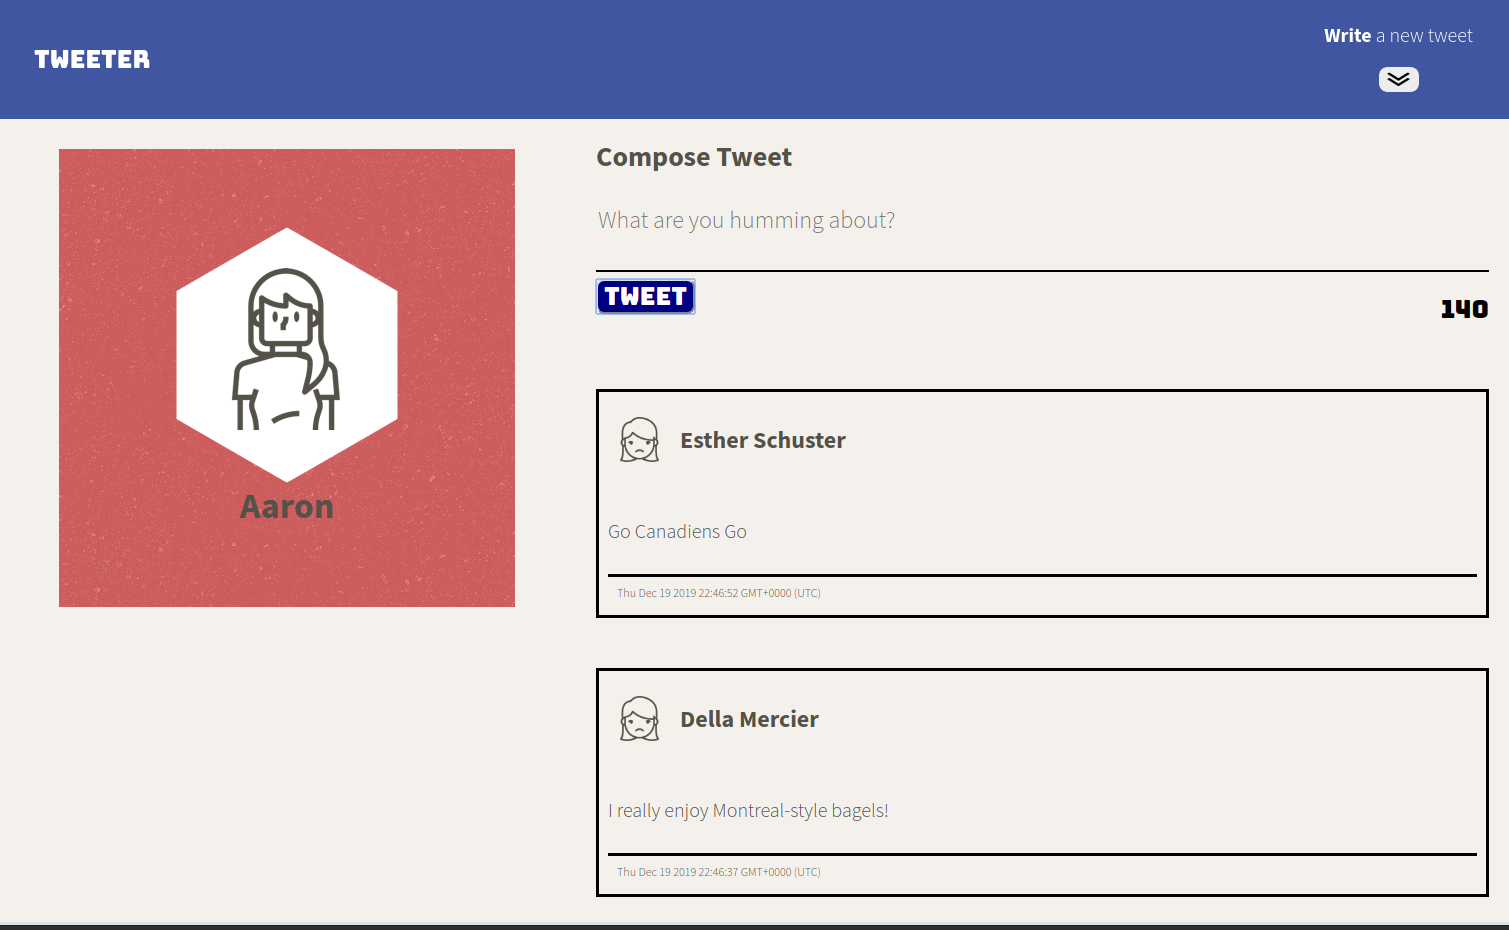 TWEETER
Write a new tweet
Aaron
Compose Tweet
What are you humming about?
TWEET
140
Esther Schuster
Go Canadiens Go
Thu Dec 19 2019 22:46:52 GMT+0000 (UTC)
Della Mercier
I really enjoy Montreal-style bagels!
Thu Dec 19 2019 22:46:37 GMT+0000 (UTC)